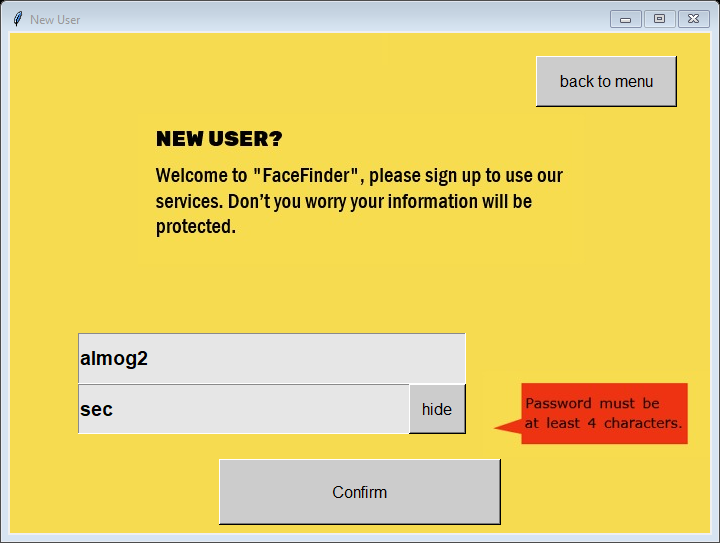 New User
back to menu
NEW USER?
Welcome to "FaceFinder", please sign up to use our
services. Don’t you worry your information will be
protected.
almog2
sec
hide
Password must be
at least 4 characters.
Confirm